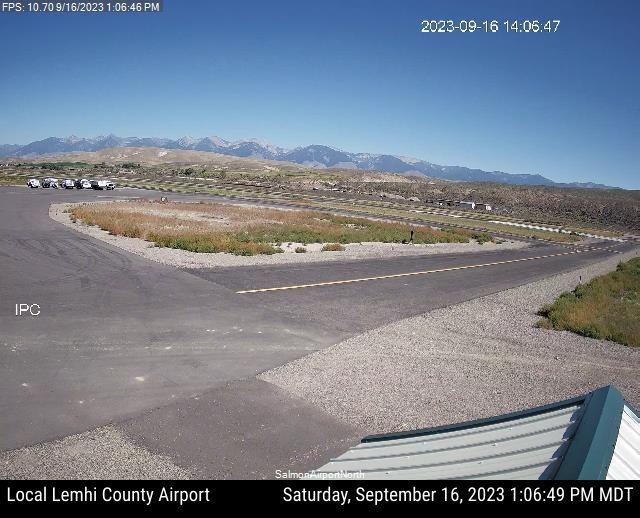 FPS: 10.70 9/16/2023 1:06:46 PM
2023-09-16 14:06:47
IPC
SalmonAirportNorth
Local Lemhi County Airport Saturday, September 16, 2023 1:06:49 PM MDT